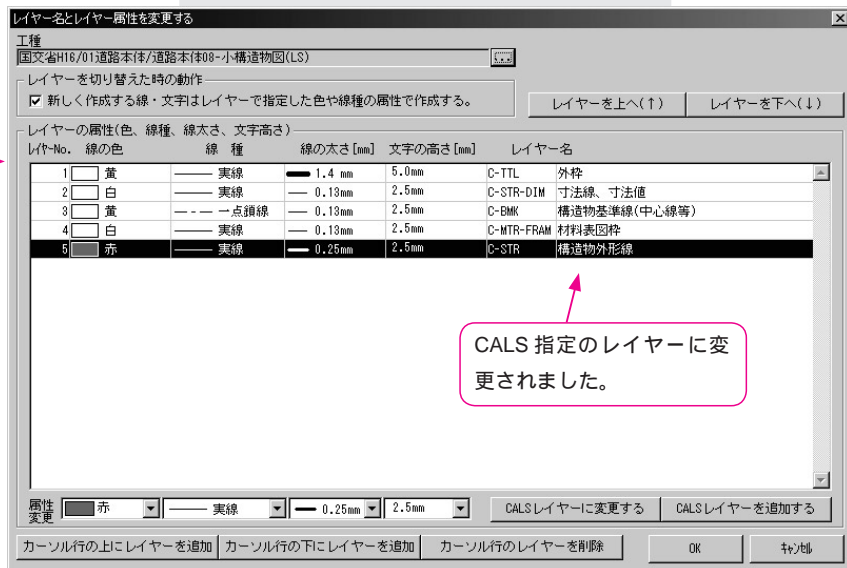 レイヤー名とレイヤー属性を変更する
工種
国交省H16/01道路本体/道路本体08-小構造物図(LS)
...
レイヤーを切り替えた時の動作
新しく作成する線・文字はレイヤーで指定した色や線種の属性で作成する。
レイヤーを上へ(↑) レイヤーを下へ(↓)
レイヤーの属性(色、線種、線太さ、文字高さ)
レイヤｰNo. 線の色 線 種 線の太さ[mm] 文字の高さ[mm] レイヤー名
1 黄 実線 1.4 mm 5.0mm C-TTL 外枠
2 白 実線 0.13mm 2.5mm C-STR-DIM 寸法線、寸法値
3 黄 一点鎖線 0.13mm 2.5mm C-BMK 構造物基準線(中心線等)
4 白 実線 0.13mm 2.5mm C-MTR-FRAM 材料表図枠
5 赤 実線 0.25mm 2.5mm C-STR 構造物外形線
CALS 指定のレイヤーに変
更されました。
属性
変更 赤 実線 0.25mm 2.5mm CALSレイヤーに変更する CALSレイヤーを追加する
カーソル行の上にレイヤーを追加 カーソル行の下にレイヤーを追加 カーソル行のレイヤーを削除 OK ｷｬﾝｾﾙ